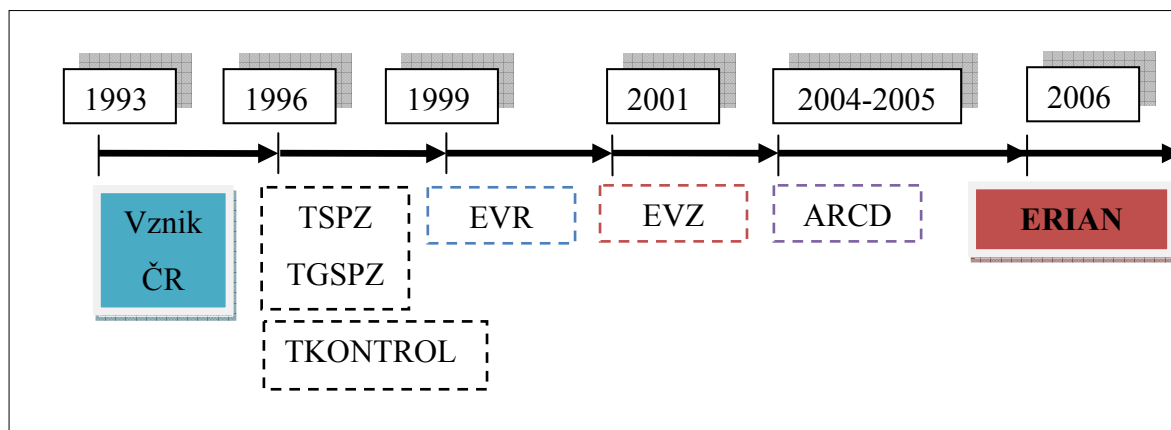 1993
1996
1999
2001
2004-2005
2006
Vznik
ČR
TSPZ
TGSPZ
TKONTROL
EVR
EVZ
ARCD
ERIAN